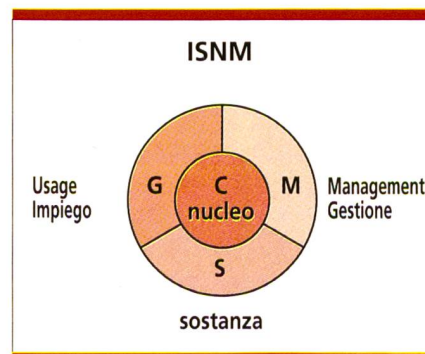 ISNM
Usage
Impiego
G
C
nucleo
M
Management
Gestione
S
sostanza